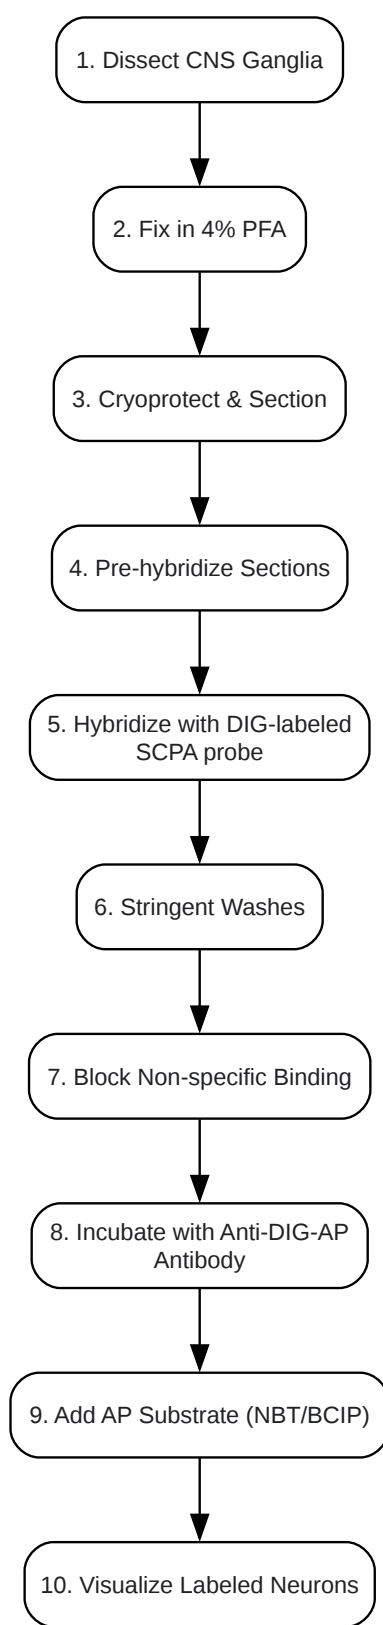 1. Dissect CNS Ganglia
2. Fix in 4% PFA
3. Cryoprotect & Section
4. Pre-hybridize Sections
5. Hybridize with DIG-labeled
SCPA probe
6. Stringent Washes
7. Block Non-specific Binding
8. Incubate with Anti-DIG-AP
Antibody
9. Add AP Substrate (NBT/BCIP)
10. Visualize Labeled Neurons